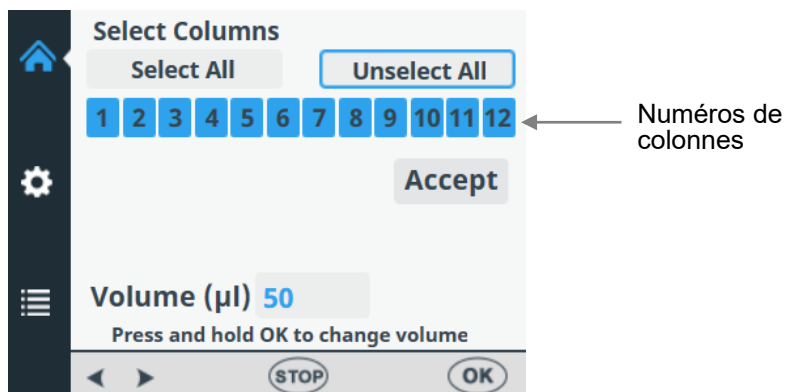 Select Columns
Select All Unselect All
1 2 3 4 5 6 7 8 9 10 11 12
Numéros de
colonnes
Accept
Volume (µl) 50
Press and hold OK to change volume
STOP OK